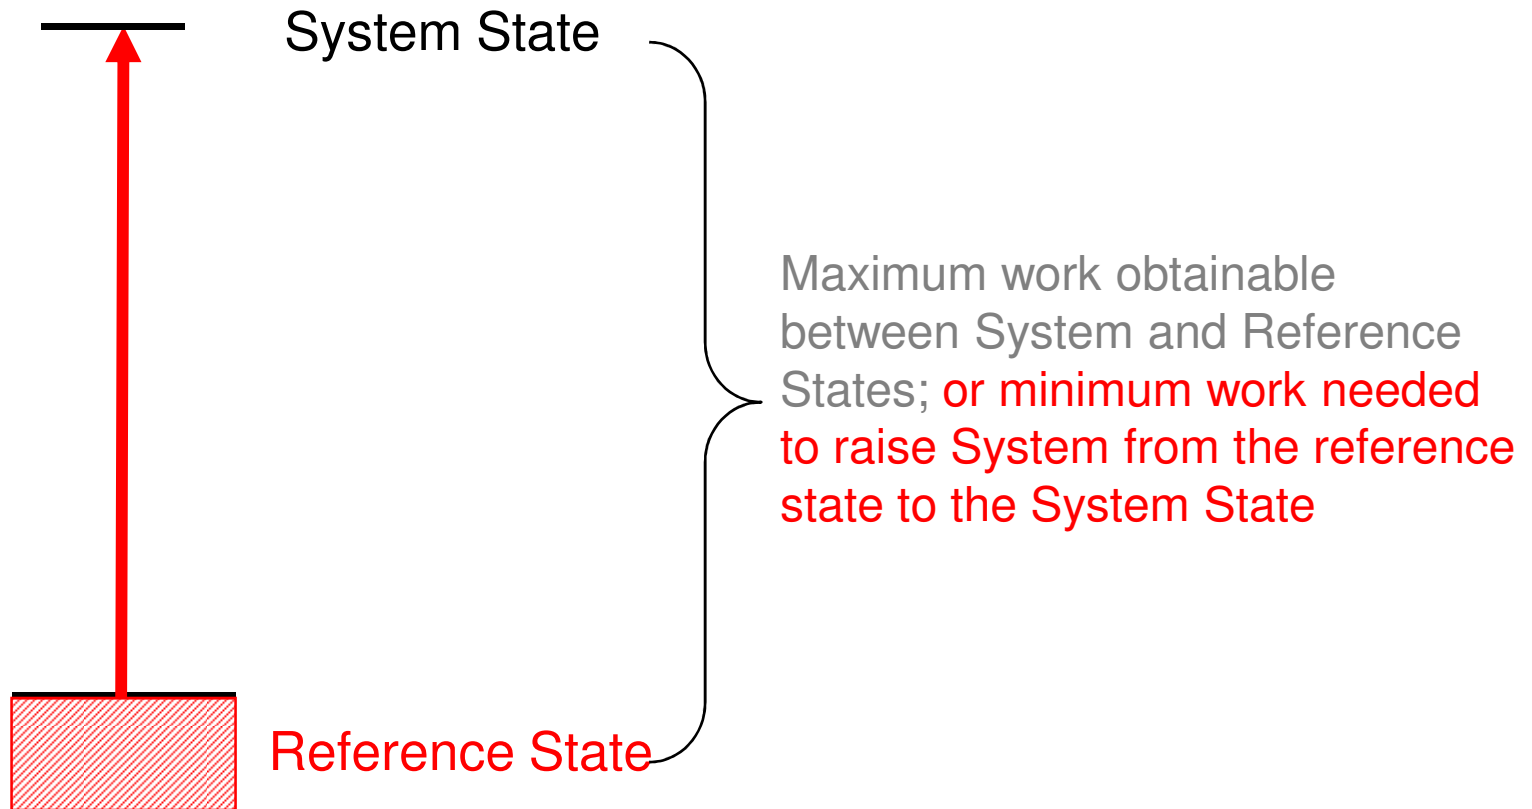 System State
Maximum work obtainable
between System and Reference
States; or minimum work needed
to raise System from the reference
state to the System State
Reference State